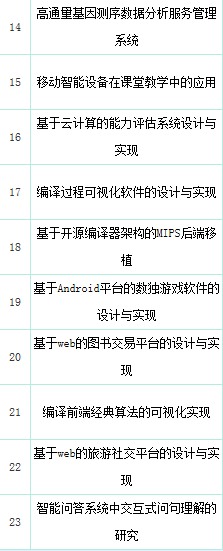 14
高通量基因测序数据分析服务管理
系统
15
移动智能设备在课堂教学中的应用
16
基于云计算的能力评估系统设计与
实现
17
编译过程可视化软件的设计与实现
18
基于开源编译器架构的MIPS后端移
植
19
基于Android平台的数独游戏软件的
设计与实现
20
基于web的图书交易平台的设计与实
现
21
编译前端经典算法的可视化实现
22
基于web的旅游社交平台的设计与实
现
23
智能问答系统中交互式问句理解的
研究